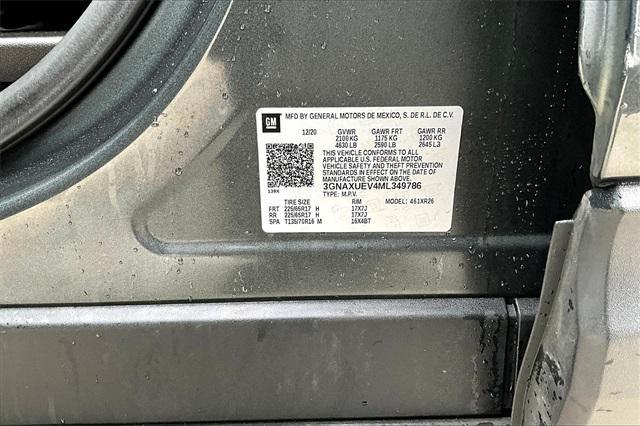 GM
MFD BY GENERAL MOTORS DE MEXICO, S. DE R.L. DE C.V.
12/20 GVWR GAWR FRT GAWR RR
2100 KG 1175 KG 1200 KG
4630 LB 2590 LB 2645 LB
THIS VEHICLE CONFORMS TO ALL
APPLICABLE U.S. FEDERAL MOTOR
VEHICLE SAFETY, BUMPER, AND THEFT
PREVENTION STANDARDS IN EFFECT ON
THE DATE OF MANUFACTURE SHOWN ABOVE.
3GNAXUEV4ML349786
TYPE: M.P.V.
TIRE SIZE RIM MODEL: 461XR26
FRT 225/65R17 H 17X7J
RR 225/65R17 H 17X7J
SPA T135/70R16 M 16X4BT